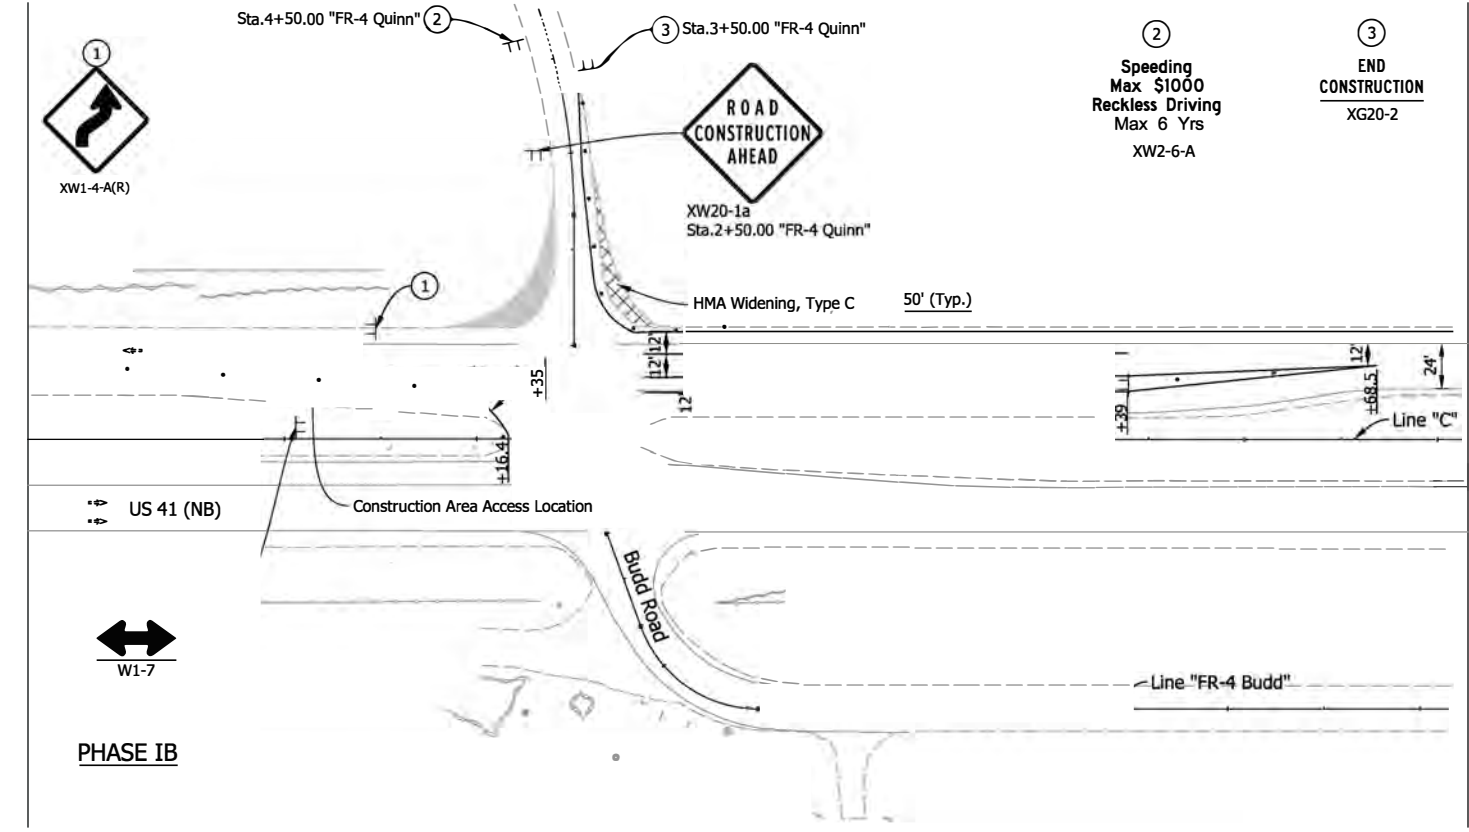 Sta.4+50.00 "FR-4 Quinn" 2
3 Sta.3+50.00 "FR-4 Quinn"
1
XW1-4-A(R)
ROAD
CONSTRUCTION
AHEAD
XW20-1a
Sta.2+50.00 "FR-4 Quinn"
2
Speeding
Max $1000
Reckless Driving
Max 6 Yrs
XW2-6-A
3
END
CONSTRUCTION
XG20-2
1
HMA Widening, Type C
50' (Typ.)
12'
12'
12'
+35
+16.4
12'
24'
+39
+68.5
Line "C"
US 41 (NB)
Construction Area Access Location
Budd Road
W1-7
Line "FR-4 Budd"
PHASE IB